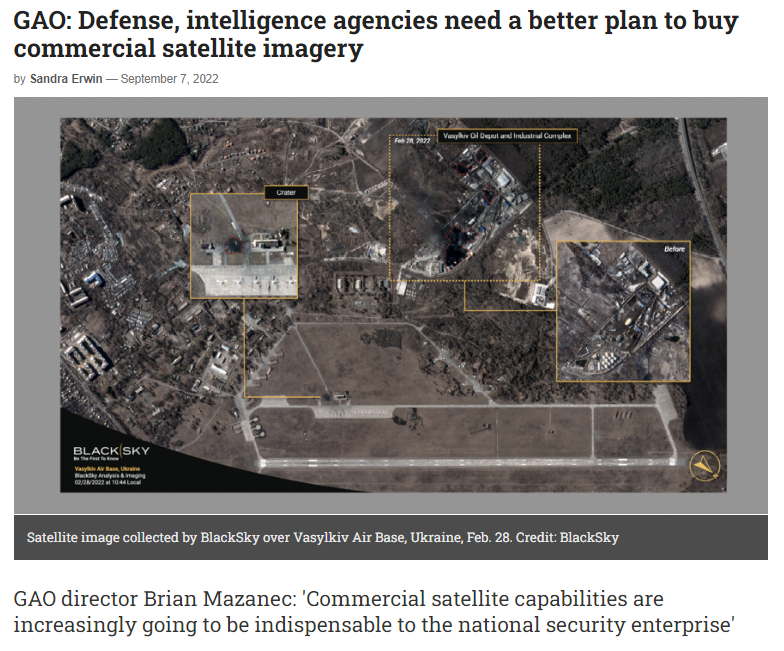 GAO: Defense, intelligence agencies need a better plan to buy
commercial satellite imagery
by Sandra Erwin — September 7, 2022
Vasylkiv Oil Depot and Industrial Complex
Feb 28, 2022
Crater
Before
BLACKSKY
Be The First To Know
Vasylkiv Air Base, Ukraine
BlackSky Analysis & Imaging
02/28/2022 at 10:44 Local
Satellite image collected by BlackSky over Vasylkiv Air Base, Ukraine, Feb. 28. Credit: BlackSky
GAO director Brian Mazanec: 'Commercial satellite capabilities are
increasingly going to be indispensable to the national security enterprise'